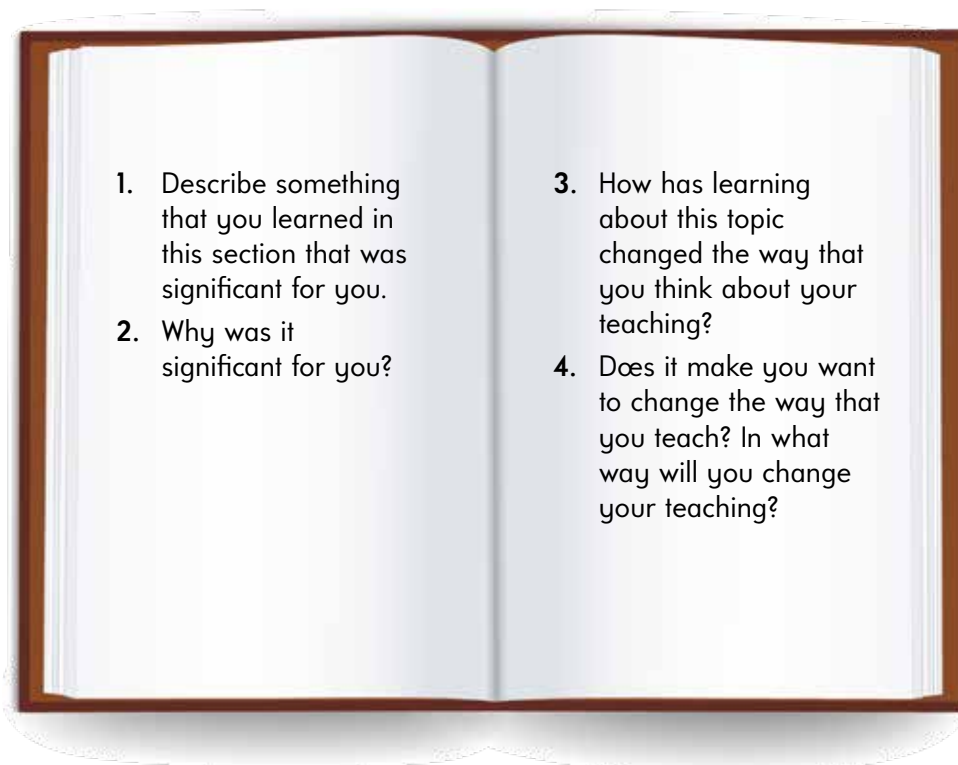 1. Describe something
that you learned in
this section that was
significant for you.
2. Why was it
significant for you?
3. How has learning
about this topic
changed the way that
you think about your
teaching?
4. Does it make you want
to change the way that
you teach? In what
way will you change
your teaching?